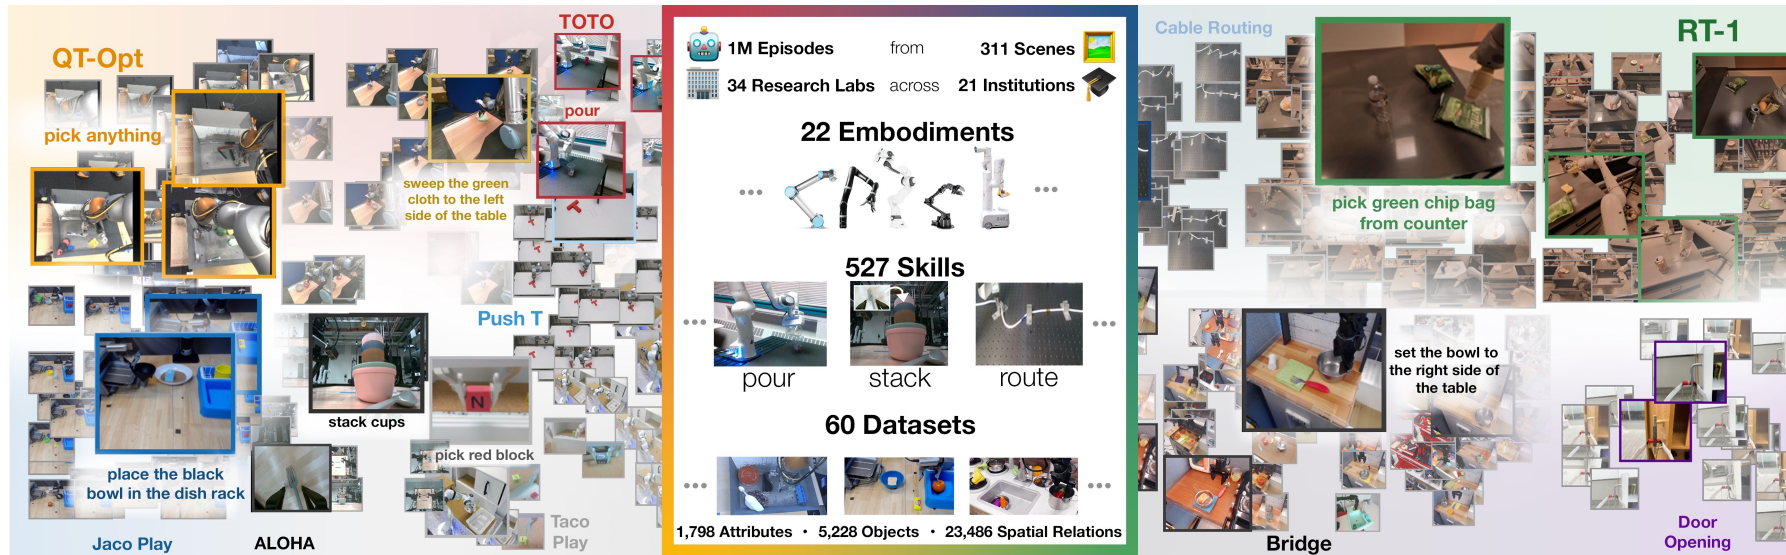 QT-Opt
pick anything
TOTO
pour
sweep the green
cloth to the left
side of the table
Push T
place the black
bowl in the dish rack
Jaco Play
stack cups
ALOHA
N
pick red block
Taco
Play
1M Episodes from 311 Scenes
34 Research Labs across 21 Institutions
22 Embodiments
... ...
527 Skills
... ...
pour stack route
60 Datasets
... ...
1,798 Attributes • 5,228 Objects • 23,486 Spatial Relations
Cable Routing
RT-1
pick green chip bag
from counter
set the bowl to
the right side of
the table
Bridge
Door
Opening